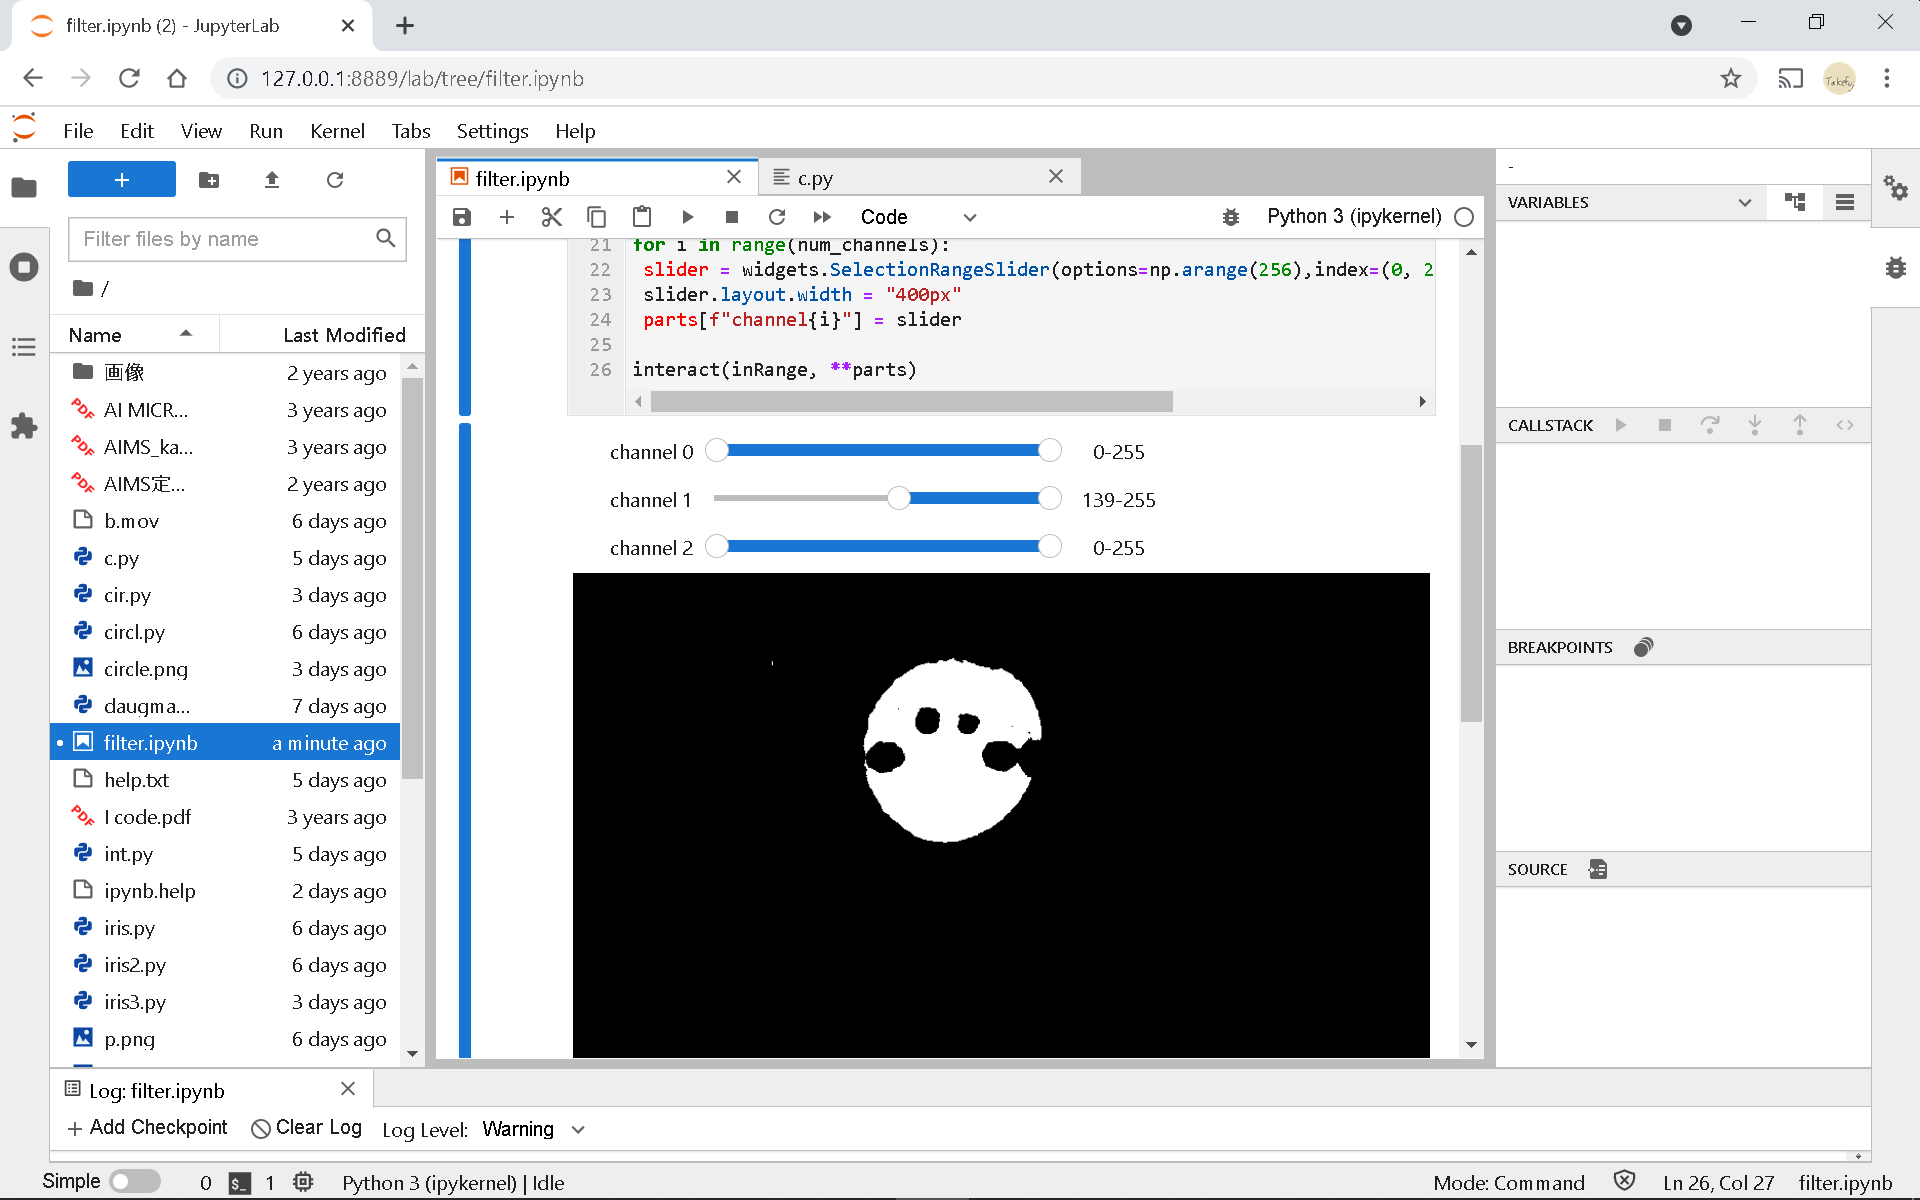 filter.ipynb (2) - JupyterLab
127.0.0.1:8889/lab/tree/filter.ipynb
Takefu
File Edit View Run Kernel Tabs Settings Help
filter.ipynb
c.py
Code
Python 3 (ipykernel)
Filter files by name
/
Name Last Modified
画像 2 years ago
AI MICR... 3 years ago
AIMS_ka... 3 years ago
AIMS定... 2 years ago
b.mov 6 days ago
c.py 5 days ago
cir.py 3 days ago
circl.py 6 days ago
circle.png 3 days ago
daugma... 7 days ago
filter.ipynb a minute ago
help.txt 5 days ago
I code.pdf 3 years ago
int.py 5 days ago
ipynb.help 2 days ago
iris.py 6 days ago
iris2.py 6 days ago
iris3.py 3 days ago
p.png 6 days ago
21 for i in range(num_channels):
22 slider = widgets.SelectionRangeSlider(options=np.arange(256),index=(0, 2
23 slider.layout.width = "400px"
24 parts[f"channel{i}"] = slider
25
26 interact(inRange, **parts)
channel 0 0-255
channel 1 139-255
channel 2 0-255
-
VARIABLES
CALLSTACK
BREAKPOINTS
SOURCE
Log: filter.ipynb
Add Checkpoint Clear Log Log Level: Warning
Simple 0 $_ 1 Python 3 (ipykernel) | Idle
Mode: Command Ln 26, Col 27 filter.ipynb